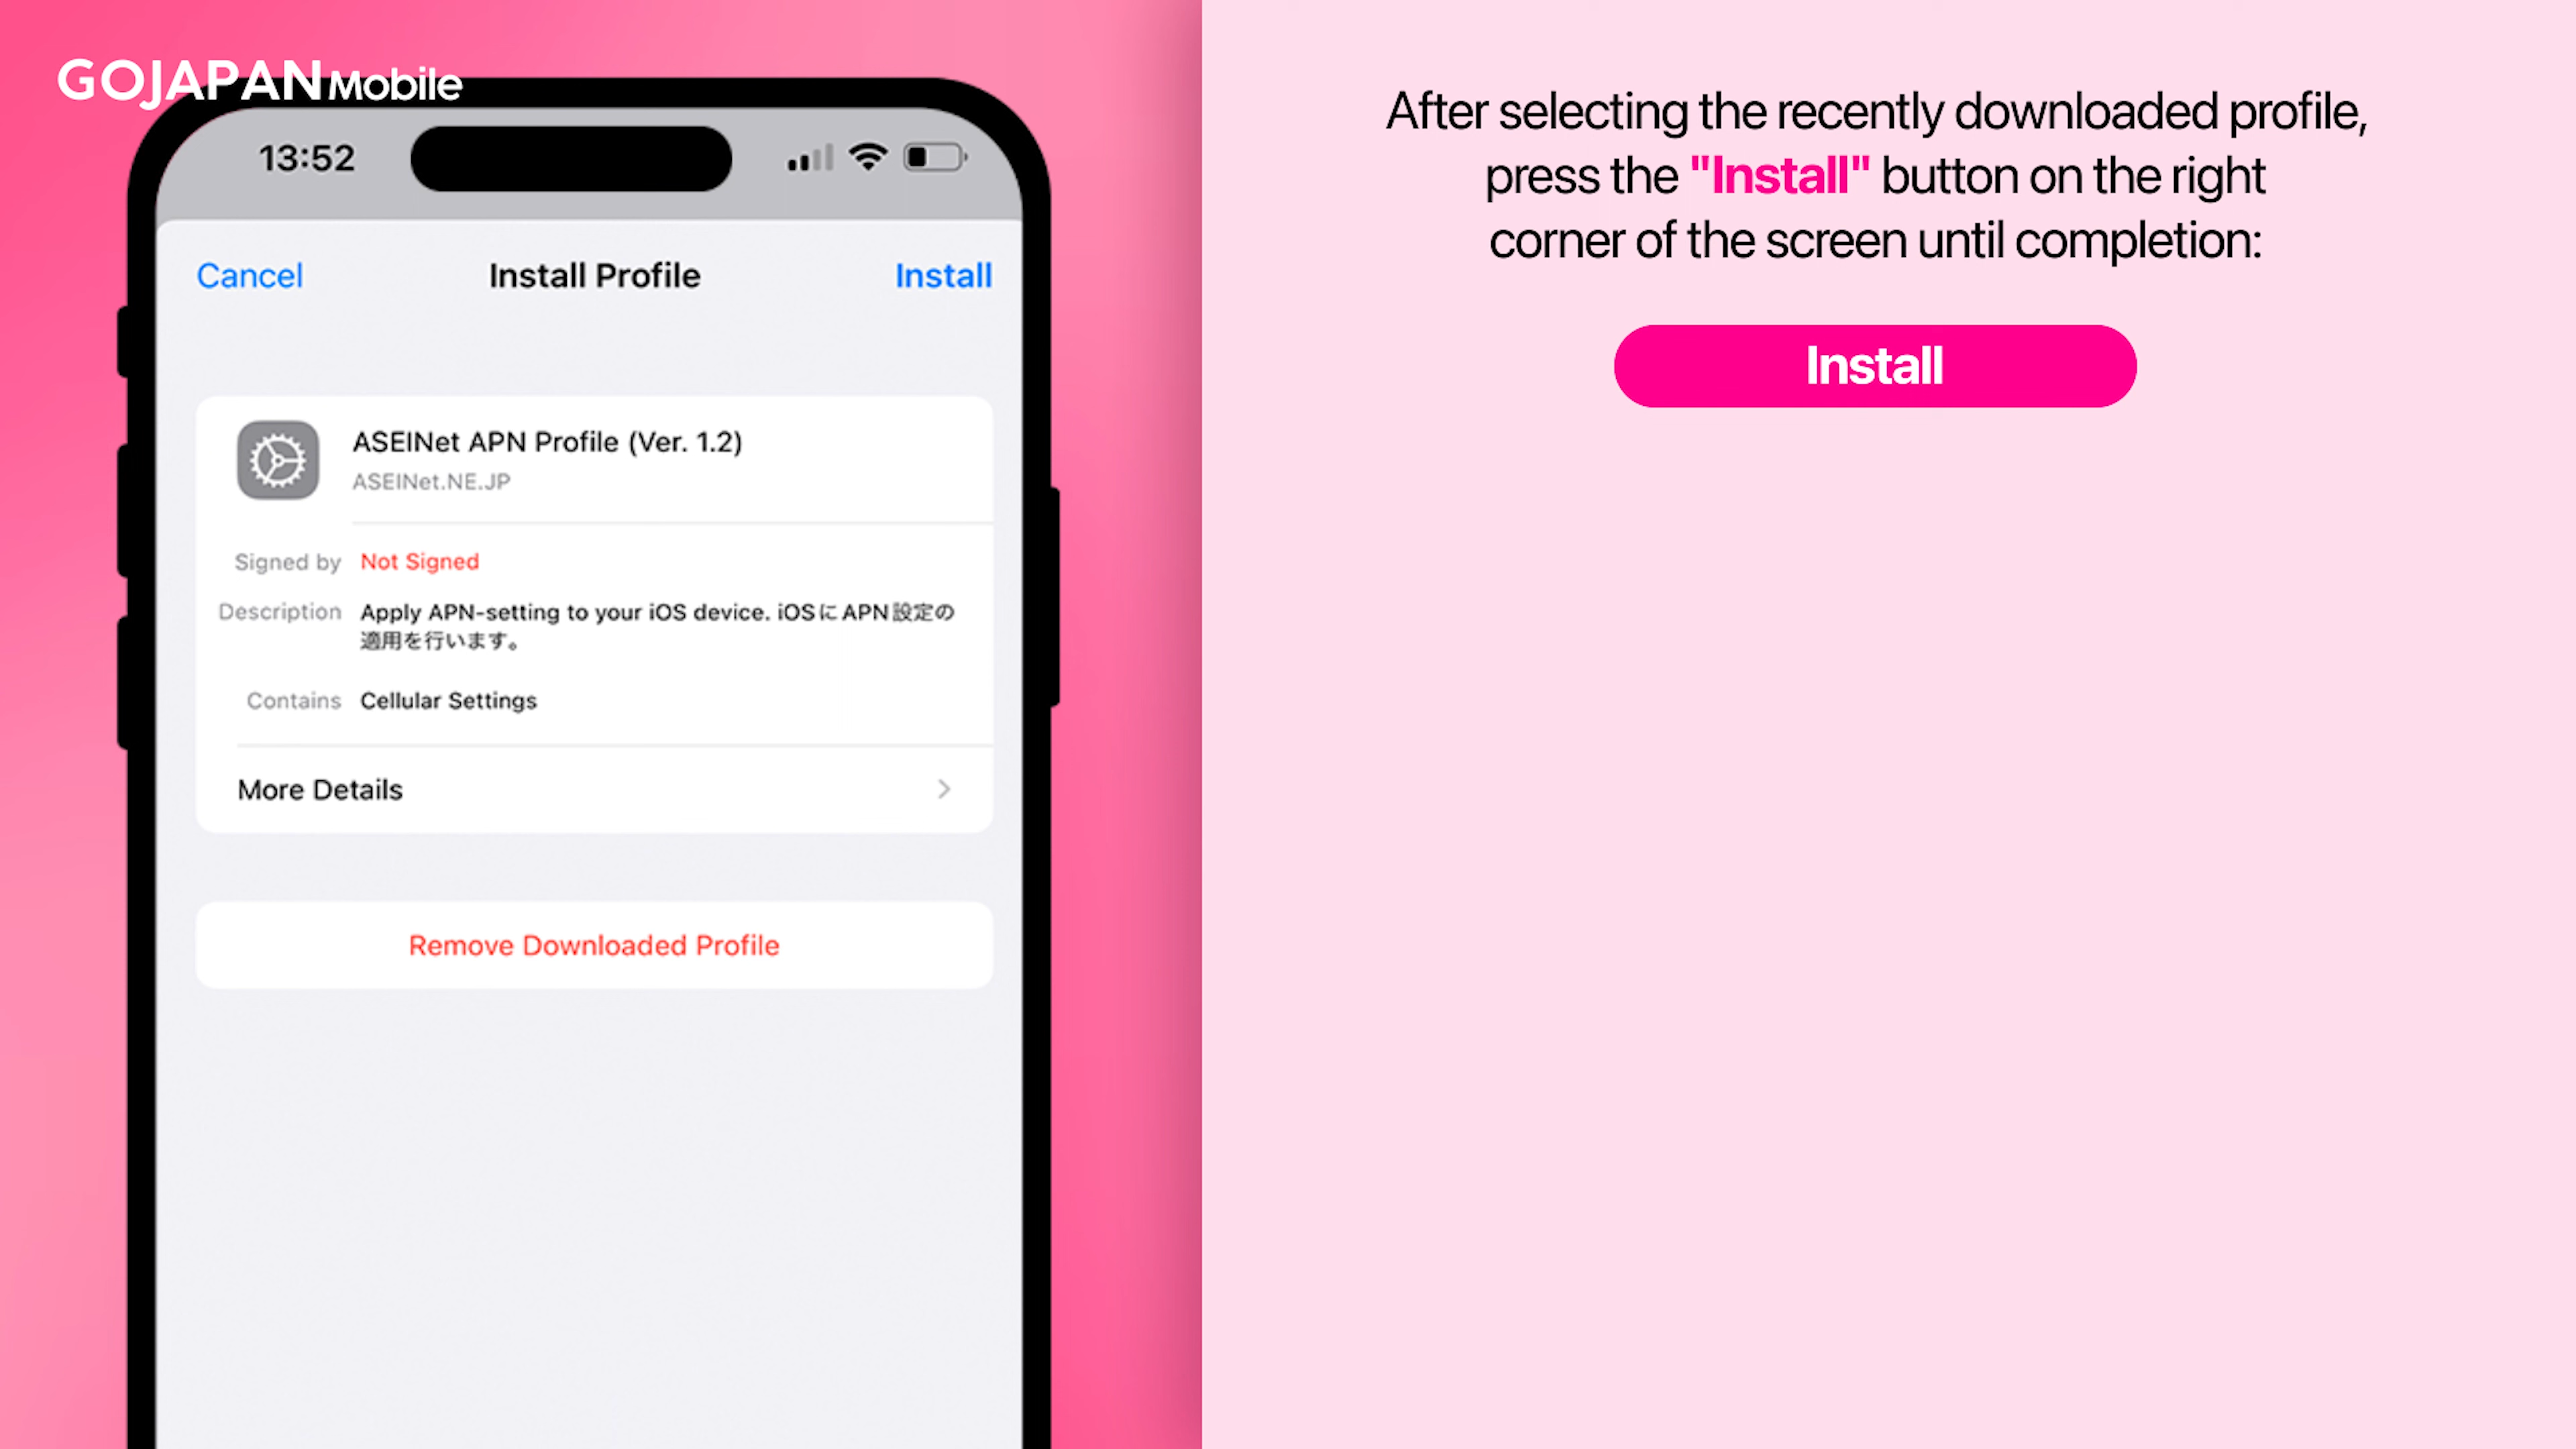 GOJAPAN Mobile
13:52
Cancel Install Profile Install
ASEINet APN Profile (Ver. 1.2)
ASEINet.NE.JP
Signed by Not Signed
Description Apply APN-setting to your iOS device. iOSにAPN設定の
適用を行います。
Contains Cellular Settings
More Details
Remove Downloaded Profile
After selecting the recently downloaded profile,
press the "Install" button on the right
corner of the screen until completion:
Install